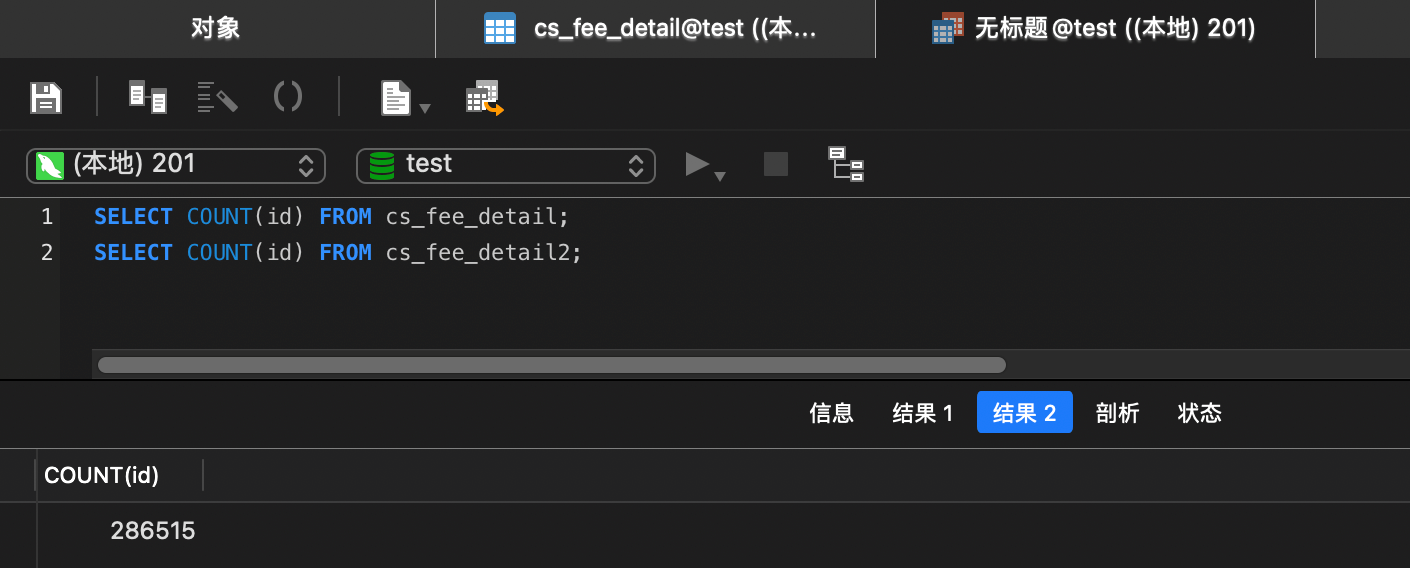 对象
cs_fee_detail@test ((本...
无标题 @test ((本地) 201)
(本地) 201
test
1 SELECT COUNT(id) FROM cs_fee_detail;
2 SELECT COUNT(id) FROM cs_fee_detail2;
信息 结果 1 结果 2 剖析 状态
COUNT(id)
286515